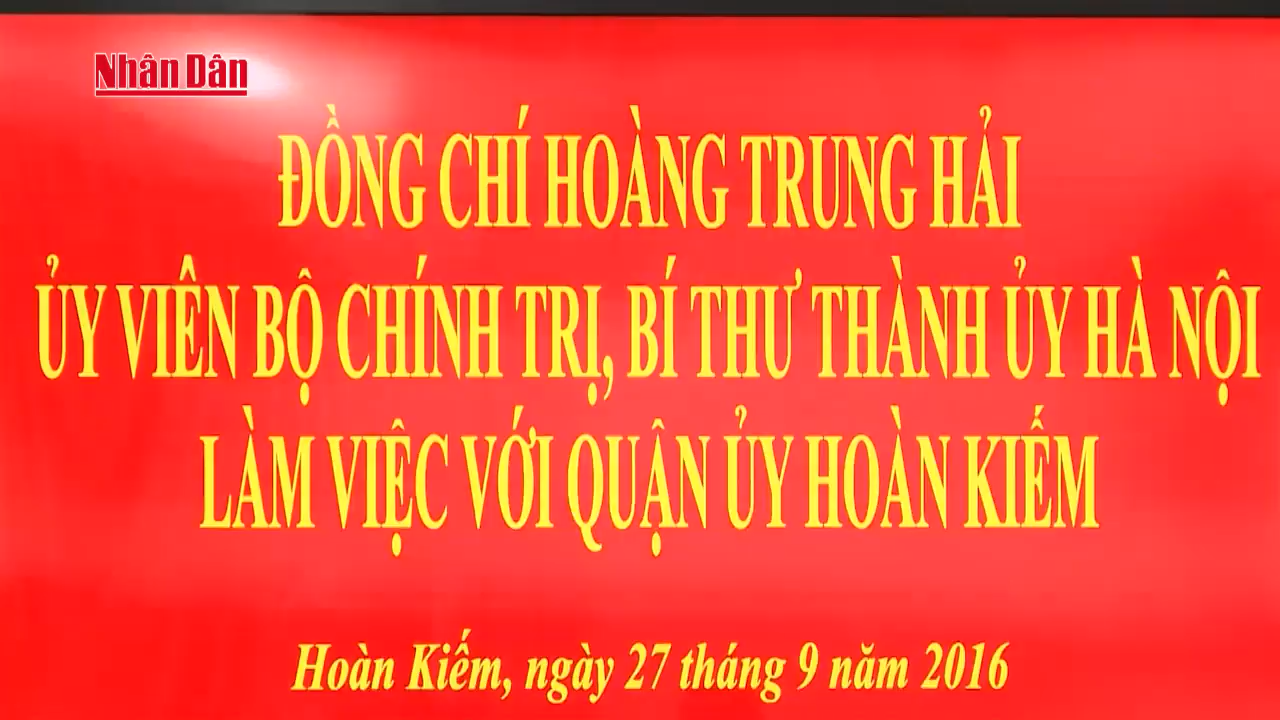 Nhân Dân
ĐỒNG CHÍ HOÀNG TRUNG HẢI
ỦY VIÊN BỘ CHÍNH TRỊ, BÍ THƯ THÀNH ỦY HÀ NỘI
LÀM VIỆC VỚI QUẬN ỦY HOÀN KIẾM
Hoàn Kiếm, ngày 27 tháng 9 năm 2016